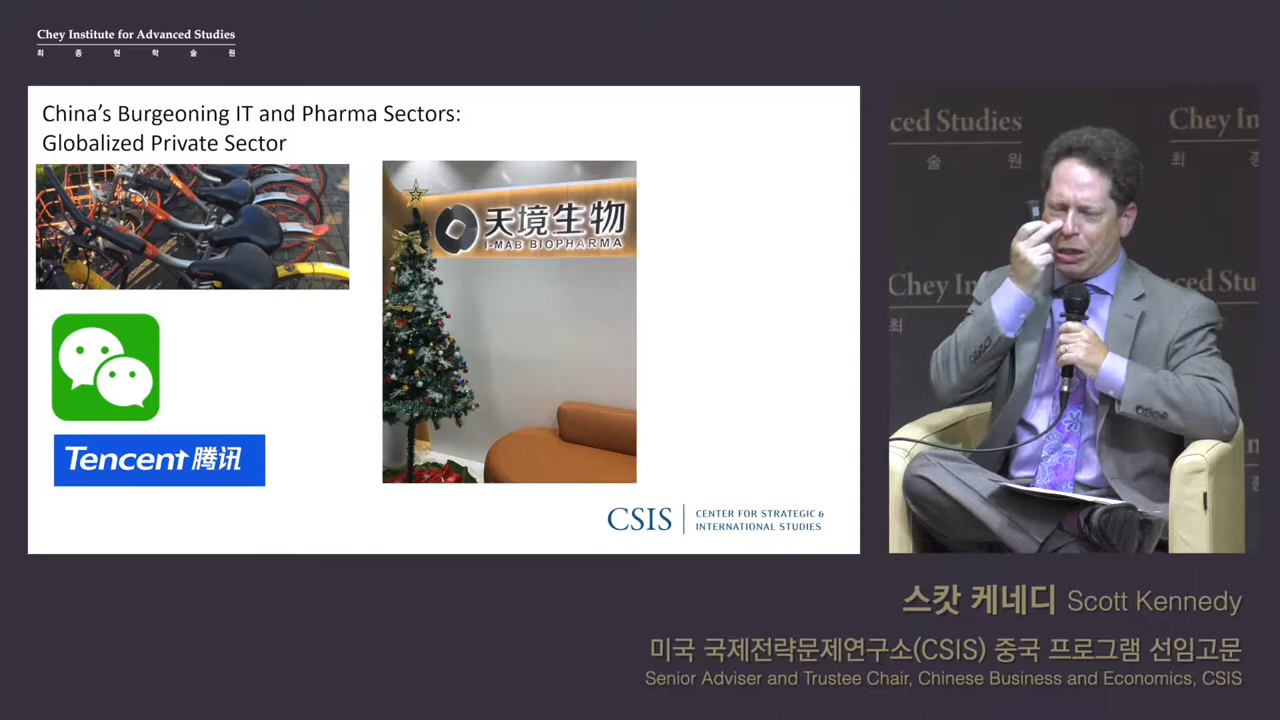 Chey Institute for Advanced Studies
최 종 현 학 술 원
China's Burgeoning IT and Pharma Sectors:
Globalized Private Sector
天境生物
I-MAB BIOPHARMA
Tencent 腾讯
CSIS
CENTER FOR STRATEGIC &
INTERNATIONAL STUDIES
ced Studies
Chey In
술 원
최 종
Chey In
ced Stu
최
스캇 케네디 Scott Kennedy
미국 국제전략문제연구소(CSIS) 중국 프로그램 선임고문
Senior Adviser and Trustee Chair, Chinese Business and Economics, CSIS